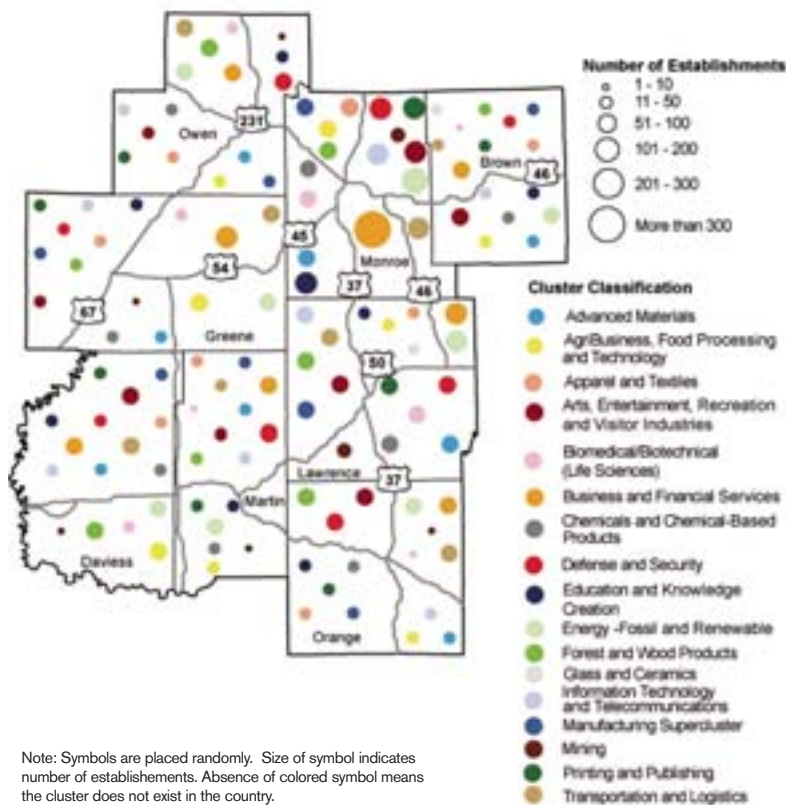 Number of Establishments
1 - 10
11 - 50
51 - 100
101 - 200
201 - 300
More than 300
231
Owen
Brown
46
45
54
Monroe
37
46
67
Greene
50
Lawrence
37
Martin
Daviess
Orange
Cluster Classification
Advanced Materials
AgriBusiness, Food Processing
and Technology
Apparel and Textiles
Arts, Entertainment, Recreation
and Visitor Industries
Biomedical/Biotechnical
(Life Sciences)
Business and Financial Services
Chemicals and Chemical-Based
Products
Defense and Security
Education and Knowledge
Creation
Energy -Fossil and Renewable
Forest and Wood Products
Glass and Ceramics
Information Technology
and Telecommunications
Manufacturing Supercluster
Mining
Printing and Publishing
Transportation and Logistics
Note: Symbols are placed randomly. Size of symbol indicates
number of establishements. Absence of colored symbol means
the cluster does not exist in the country.